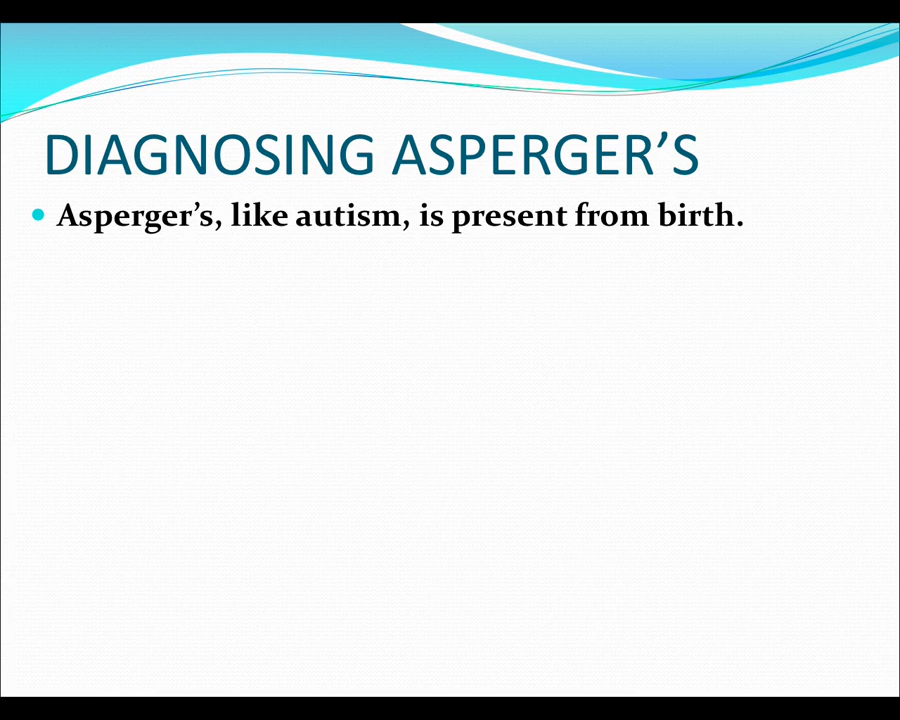 DIAGNOSING ASPERGER’S
• Asperger’s, like autism, is present from birth.